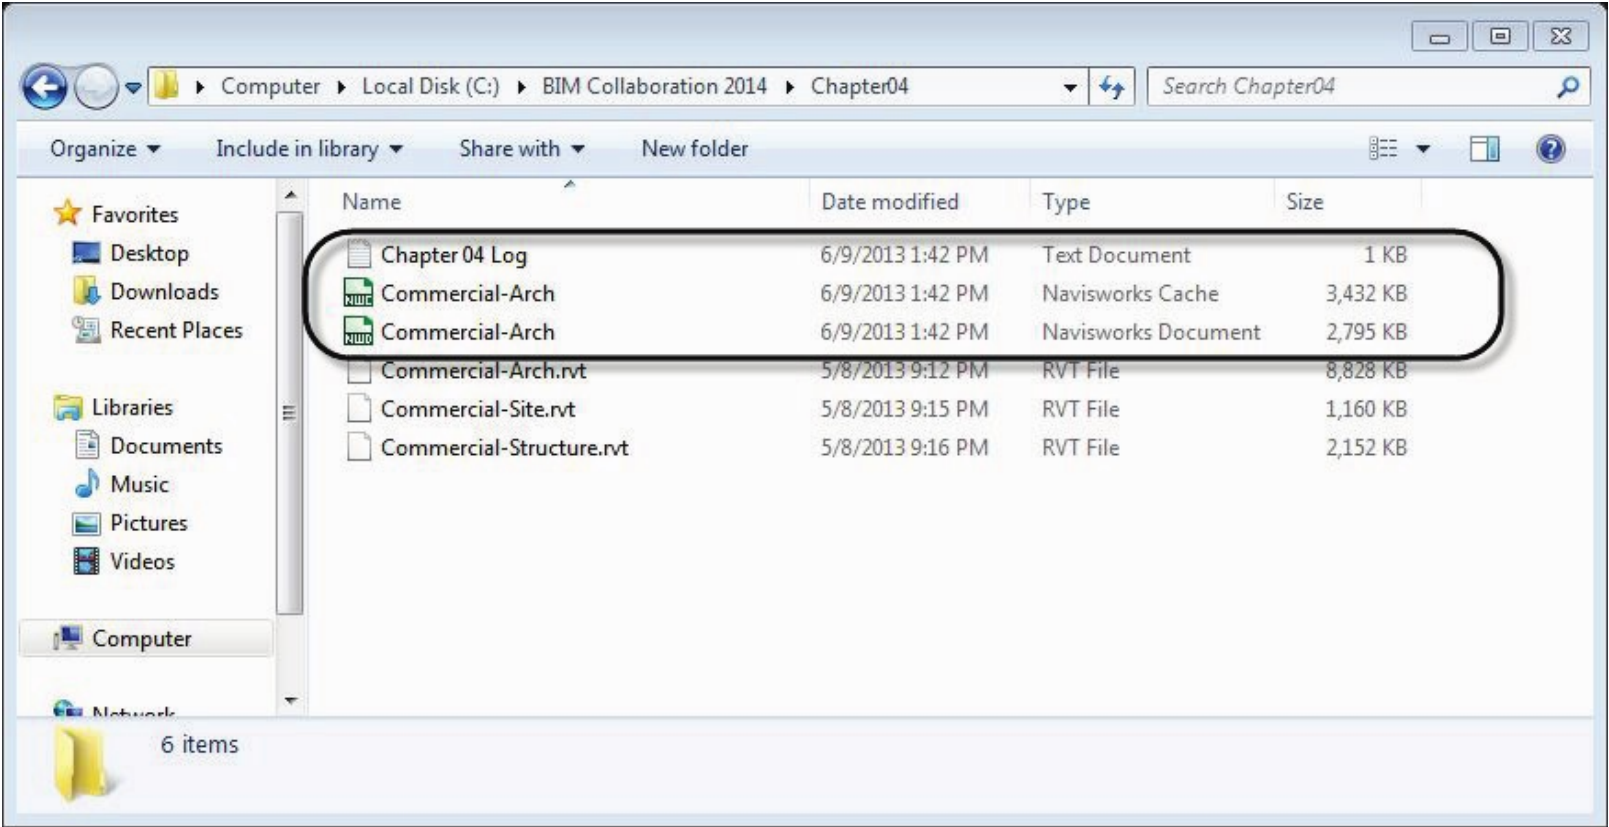 Computer Local Disk (C:) BIM Collaboration 2014 Chapter04 Search Chapter04
Organize Include in library Share with New folder
Name Date modified Type Size
Favorites
Desktop
Downloads
Recent Places
Libraries
Documents
Music
Pictures
Videos
Computer
Network
Chapter 04 Log 6/9/2013 1:42 PM Text Document 1 KB
NWC Commercial-Arch 6/9/2013 1:42 PM Navisworks Cache 3,432 KB
NWD Commercial-Arch 6/9/2013 1:42 PM Navisworks Document 2,795 KB
Commercial-Arch.rvt 5/8/2013 9:12 PM RVT File 8,828 KB
Commercial-Site.rvt 5/8/2013 9:15 PM RVT File 1,160 KB
Commercial-Structure.rvt 5/8/2013 9:16 PM RVT File 2,152 KB
6 items